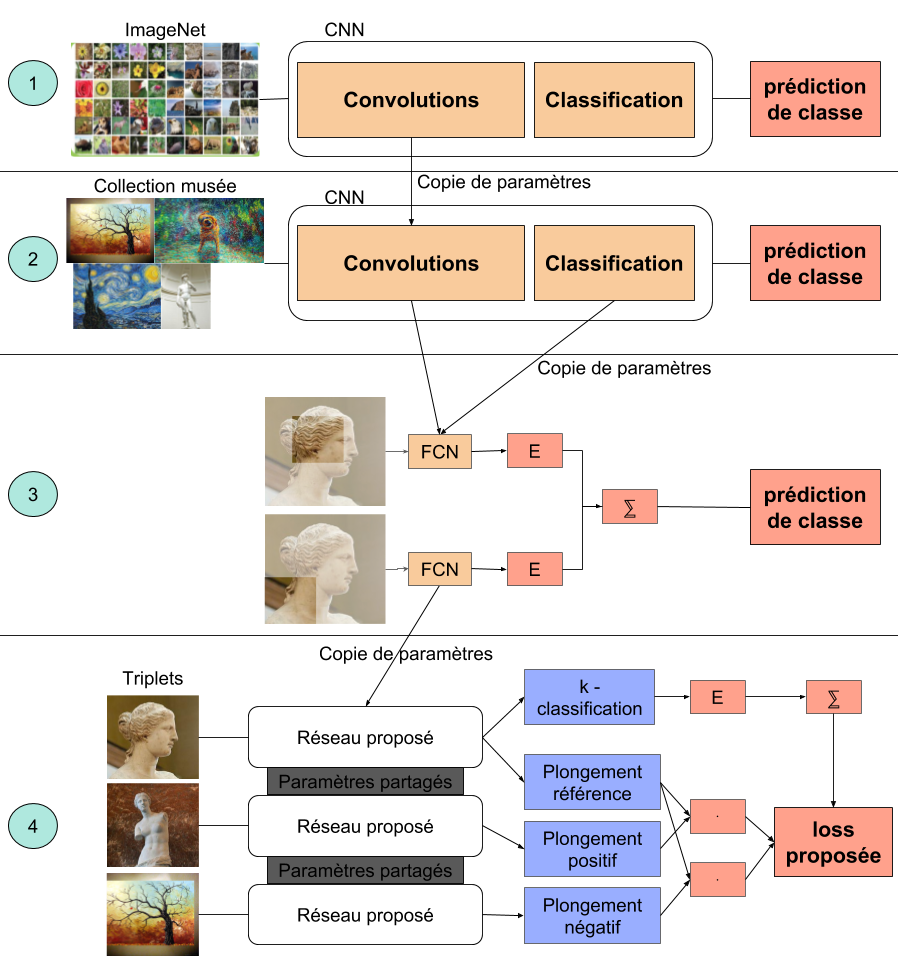 ImageNet
CNN
1
Convolutions
Classification
prédiction
de classe
Copie de paramètres
Collection musée
CNN
2
Convolutions
Classification
prédiction
de classe
Copie de paramètres
3
FCN
E
∑
prédiction
de classe
FCN
E
Copie de paramètres
Triplets
4
Réseau proposé
k -
classification
E
∑
Paramètres partagés
Plongement
référence
.
Réseau proposé
Plongement
positif
loss
proposée
Paramètres partagés
.
Réseau proposé
Plongement
négatif